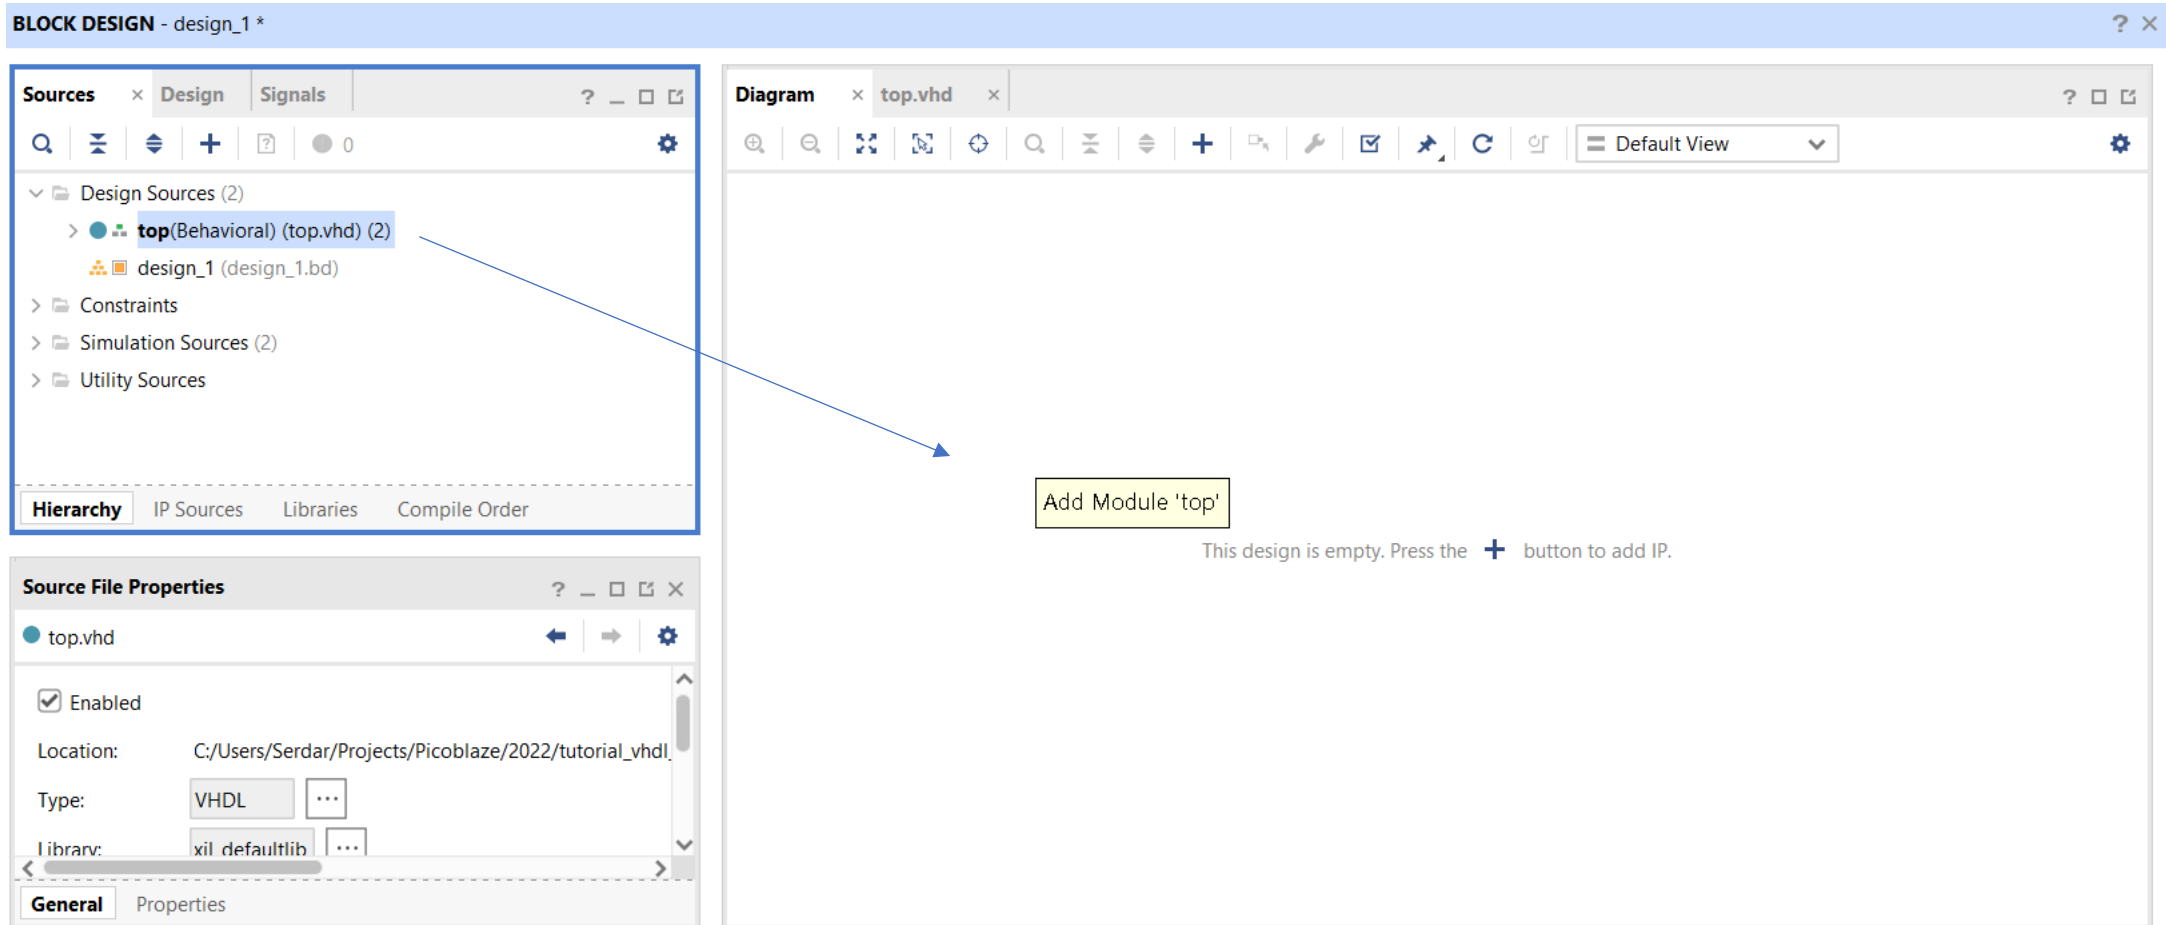 BLOCK DESIGN - design_1 *
Sources
Design
Signals
0
Design Sources (2)
top(Behavioral) (top.vhd) (2)
design_1 (design_1.bd)
Constraints
Simulation Sources (2)
Utility Sources
Hierarchy
IP Sources
Libraries
Compile Order
Source File Properties
top.vhd
Enabled
Location: C:/Users/Serdar/Projects/Picoblaze/2022/tutorial_vhdl_
Type: VHDL ...
Library: xil_defaultlib ...
General
Properties
Diagram
top.vhd
Default View
Add Module 'top'
This design is empty. Press the + button to add IP.